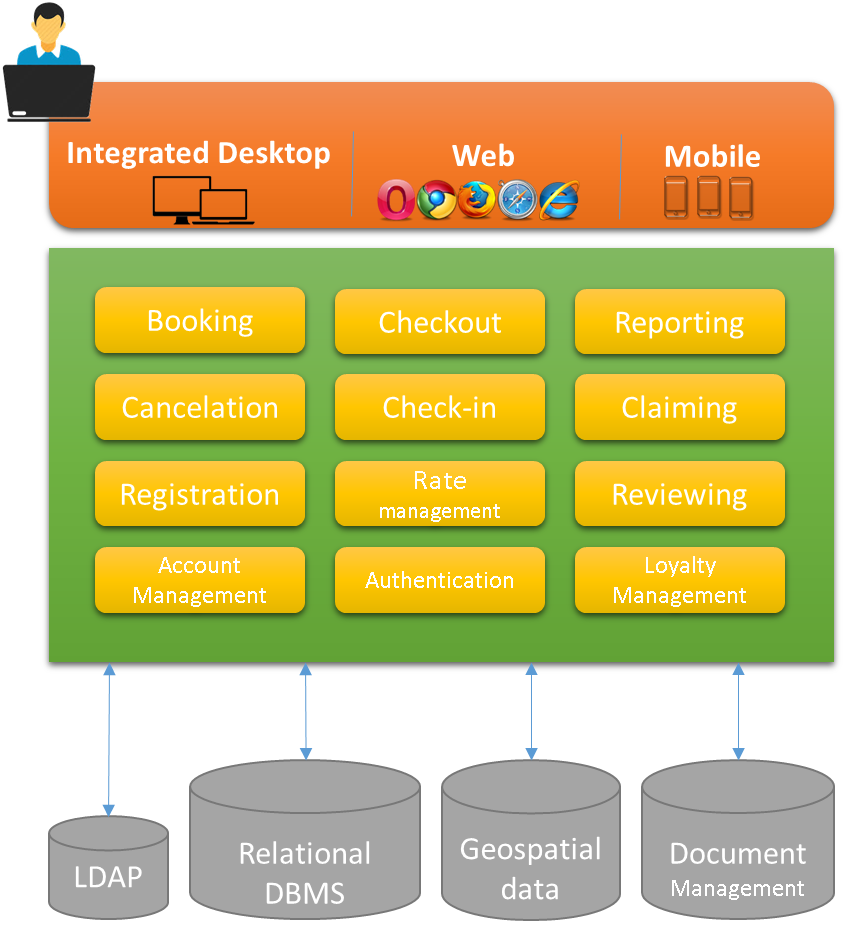 Integrated Desktop
Web
Mobile
Booking
Checkout
Reporting
Cancelation
Check-in
Claiming
Registration
Rate
management
Reviewing
Account
Management
Authentication
Loyalty
Management
LDAP
Relational
DBMS
Geospatial
data
Document
Management